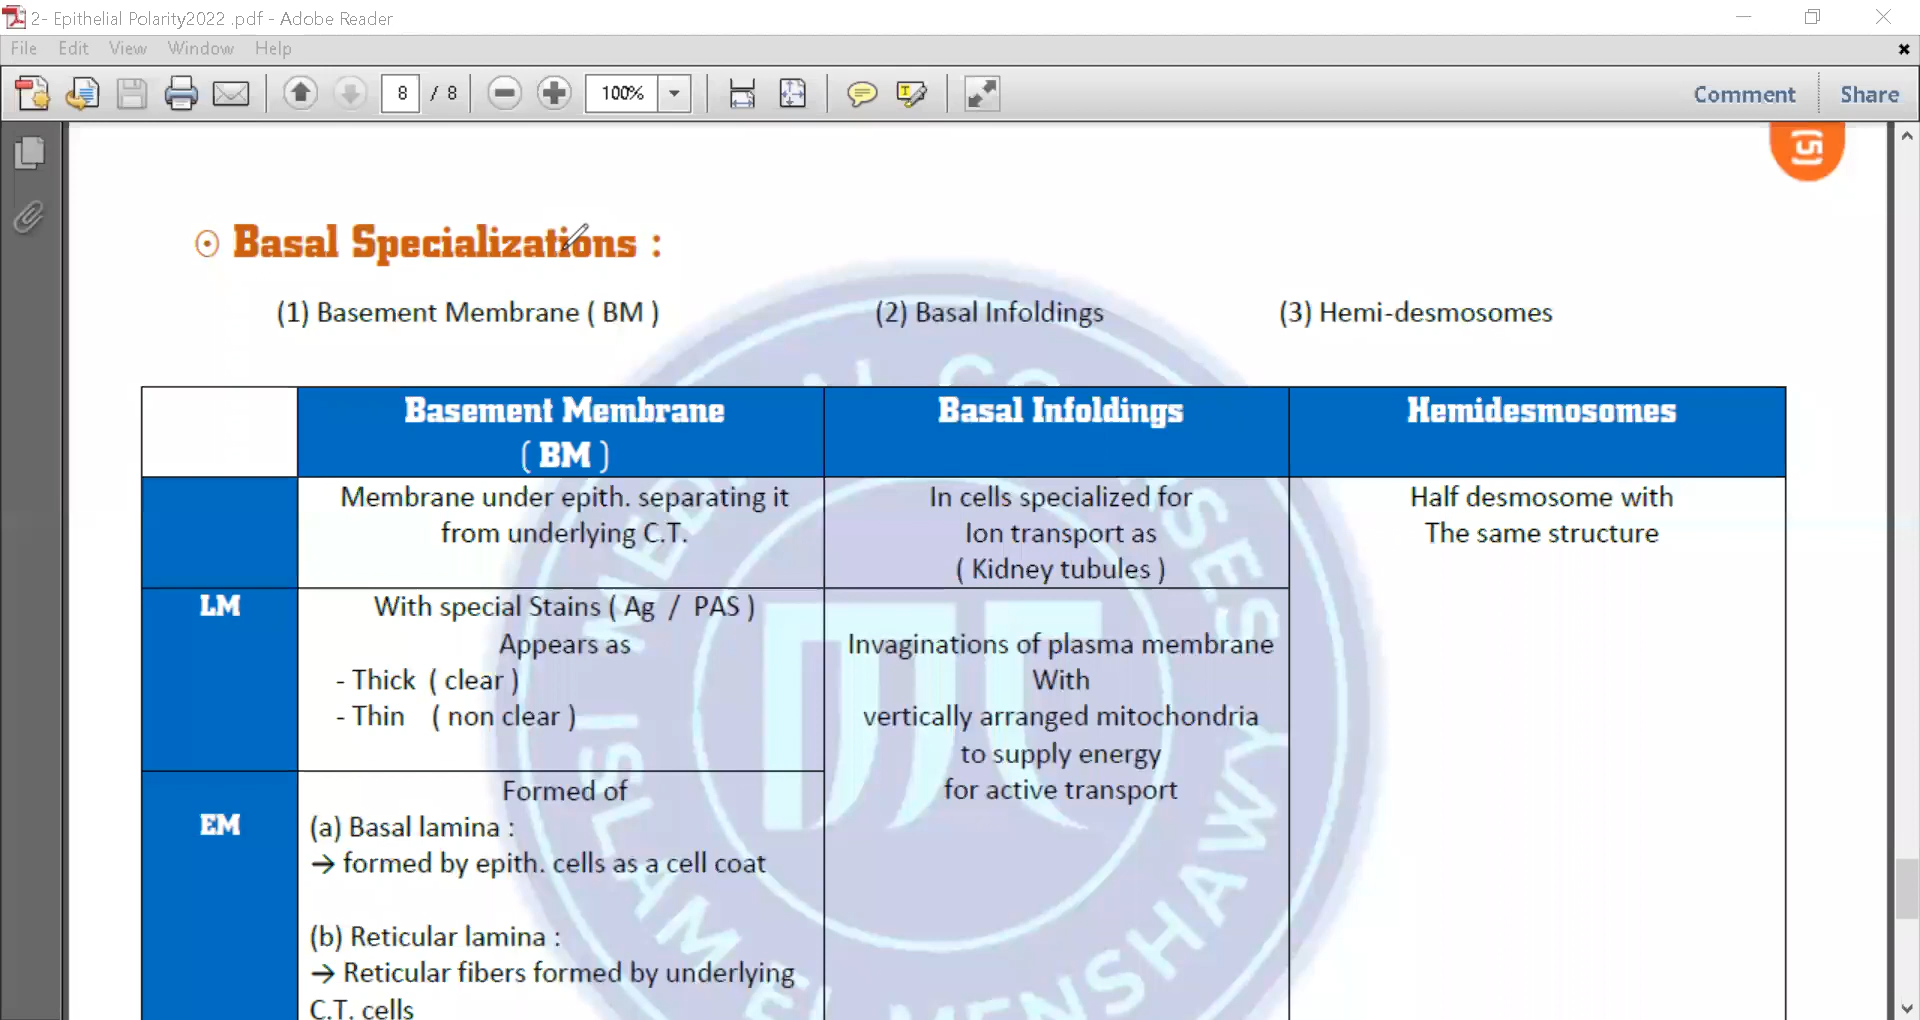 2- Epithelial Polarity2022 .pdf - Adobe Reader
File Edit View Window Help
8 / 8 100% Comment Share
Basal Specializations :
(1) Basement Membrane ( BM ) (2) Basal Infoldings (3) Hemi-desmosomes
Basement Membrane
( BM )
Basal Infoldings
Hemidesmosomes
Membrane under epith. separating it
from underlying C.T.
In cells specialized for
Ion transport as
( Kidney tubules )
Half desmosome with
The same structure
LM
With special Stains ( Ag / PAS )
Appears as
- Thick ( clear )
- Thin ( non clear )
Invaginations of plasma membrane
With
vertically arranged mitochondria
to supply energy
for active transport
EM
Formed of
(a) Basal lamina :
→ formed by epith. cells as a cell coat
(b) Reticular lamina :
→ Reticular fibers formed by underlying
C.T. cells